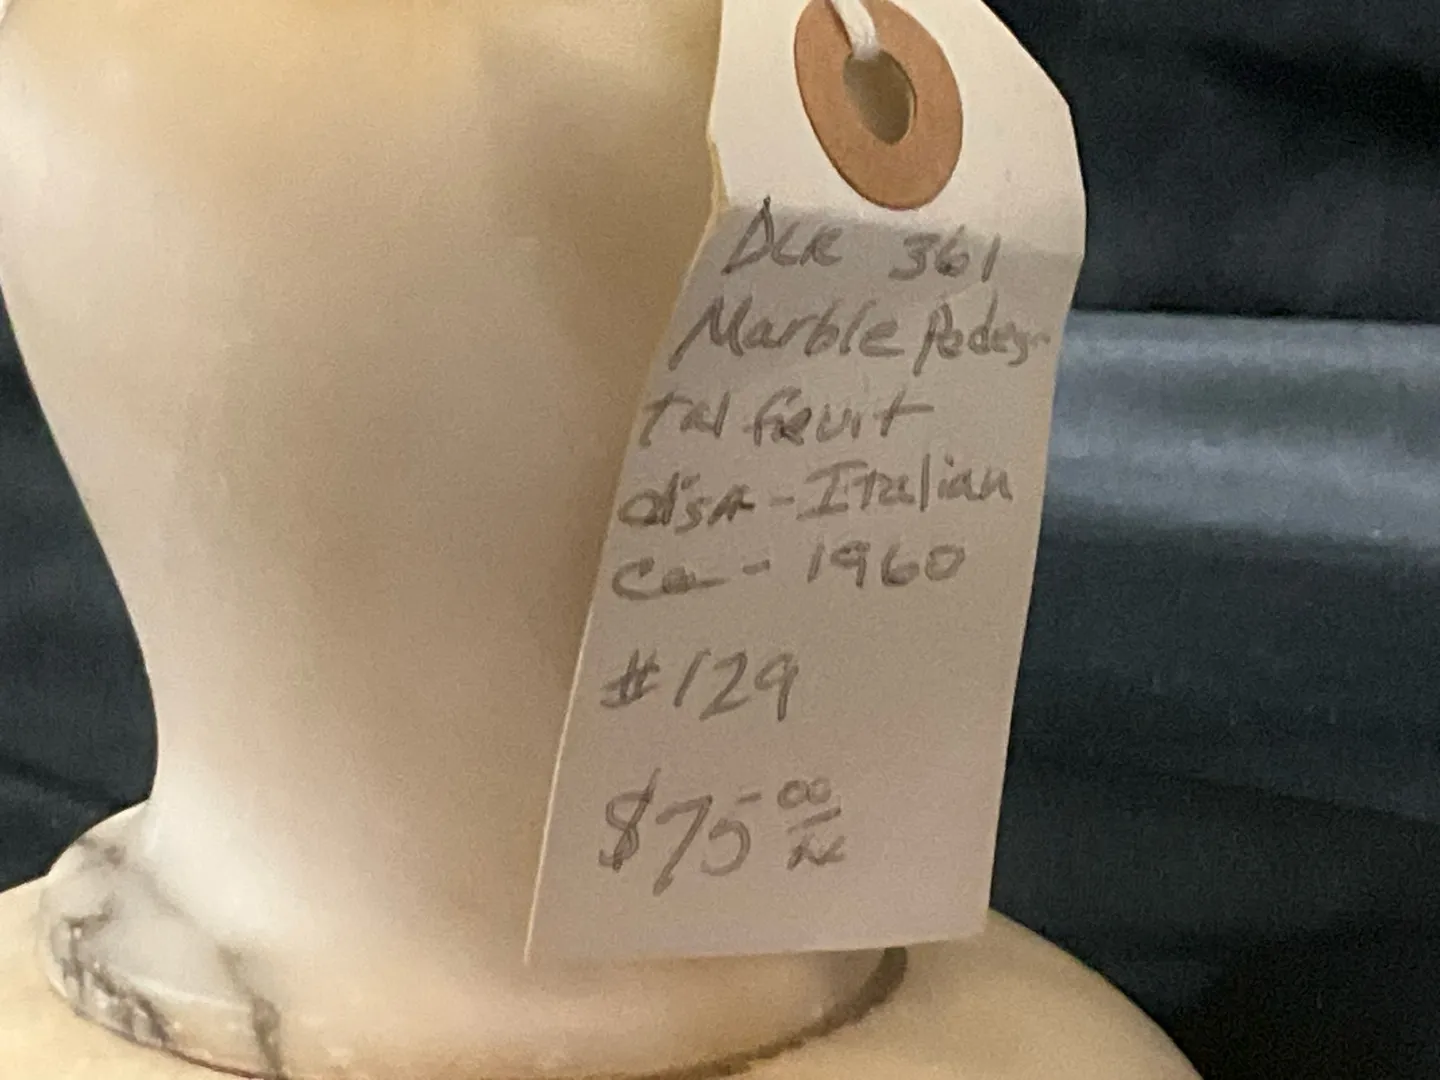 DLR 361
Marble Pedes-
tal fruit
dish - Italian
Ca - 1960
#129
$75-00